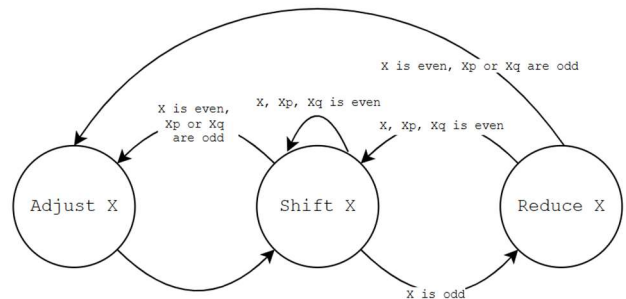 X is even, Xp or Xq are odd
X is even,
Xp or Xq
are odd
X, Xp, Xq is even
X, Xp, Xq is even
Adjust X
Shift X
Reduce X
X is odd